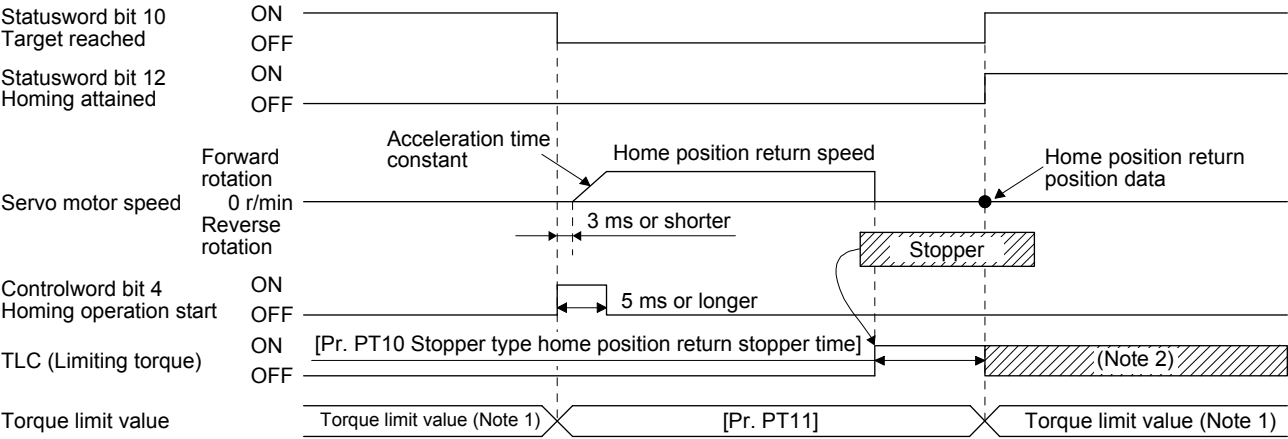 Statusword bit 10
Target reached
ON
OFF
Statusword bit 12
Homing attained
ON
OFF
Servo motor speed
Forward
rotation
0 r/min
Reverse
rotation
Acceleration time
constant
Home position return speed
Home position return
position data
3 ms or shorter
Stopper
Controlword bit 4
Homing operation start
ON
OFF
5 ms or longer
TLC (Limiting torque)
ON
OFF
[Pr. PT10 Stopper type home position return stopper time]
(Note 2)
Torque limit value
Torque limit value (Note 1)
[Pr. PT11]
Torque limit value (Note 1)